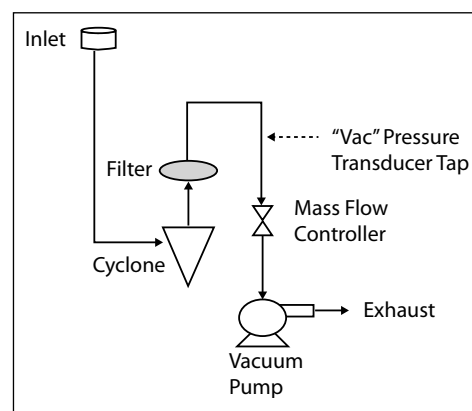 Inlet
“Vac” Pressure
Transducer Tap
Filter
Mass Flow
Controller
Cyclone
Exhaust
Vacuum
Pump